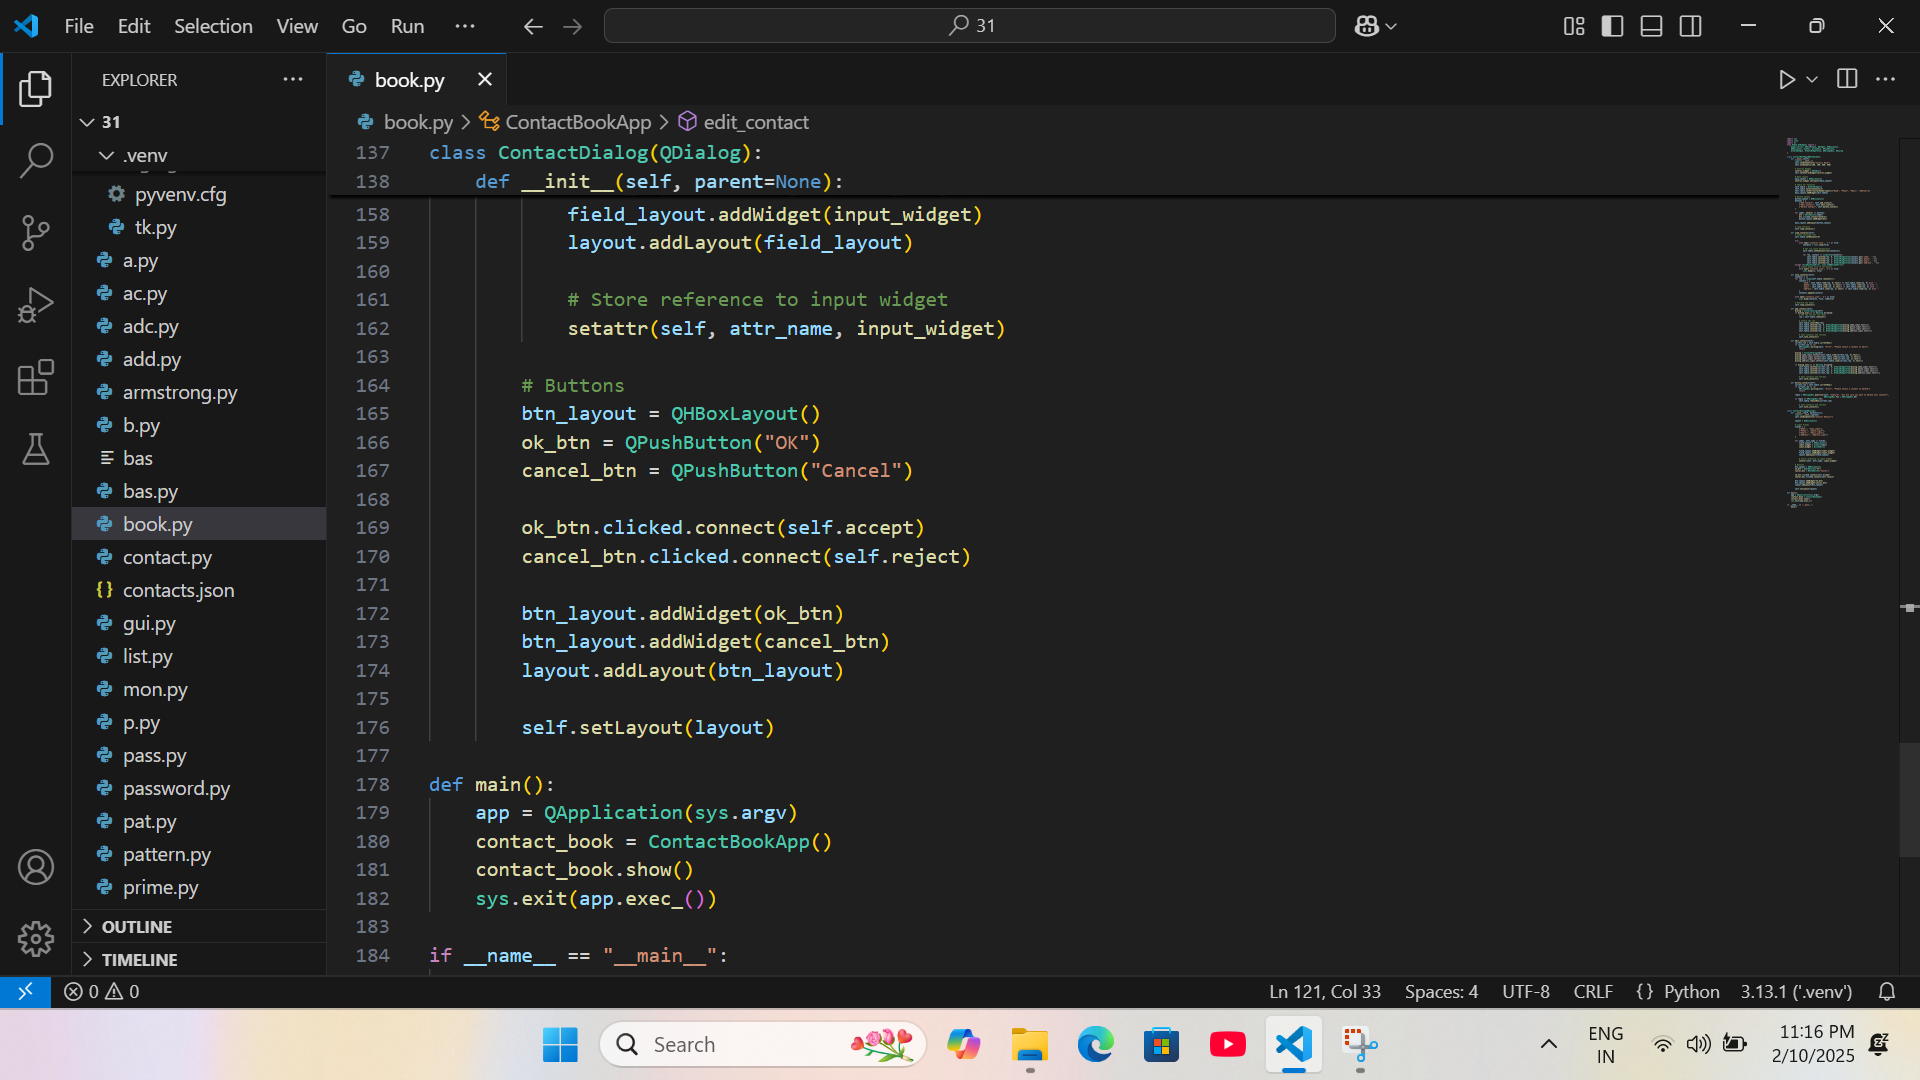 File Edit Selection View Go Run ···
31
EXPLORER ···
31
.venv
pyvenv.cfg
tk.py
a.py
ac.py
adc.py
add.py
armstrong.py
b.py
bas
bas.py
book.py
contact.py
contacts.json
gui.py
list.py
mon.py
p.py
pass.py
password.py
pat.py
pattern.py
prime.py
OUTLINE
TIMELINE
book.py
book.py > ContactBookApp > edit_contact
137 class ContactDialog(QDialog):
138 def __init__(self, parent=None):
158 field_layout.addWidget(input_widget)
159 layout.addLayout(field_layout)
160
161 # Store reference to input widget
162 setattr(self, attr_name, input_widget)
163
164 # Buttons
165 btn_layout = QHBoxLayout()
166 ok_btn = QPushButton("OK")
167 cancel_btn = QPushButton("Cancel")
168
169 ok_btn.clicked.connect(self.accept)
170 cancel_btn.clicked.connect(self.reject)
171
172 btn_layout.addWidget(ok_btn)
173 btn_layout.addWidget(cancel_btn)
174 layout.addLayout(btn_layout)
175
176 self.setLayout(layout)
177
178 def main():
179 app = QApplication(sys.argv)
180 contact_book = ContactBookApp()
181 contact_book.show()
182 sys.exit(app.exec_())
183
184 if __name__ == "__main__":
0 0 Ln 121, Col 33 Spaces: 4 UTF-8 CRLF {} Python 3.13.1 ('.venv')
Search
ENG
IN
11:16 PM
2/10/2025